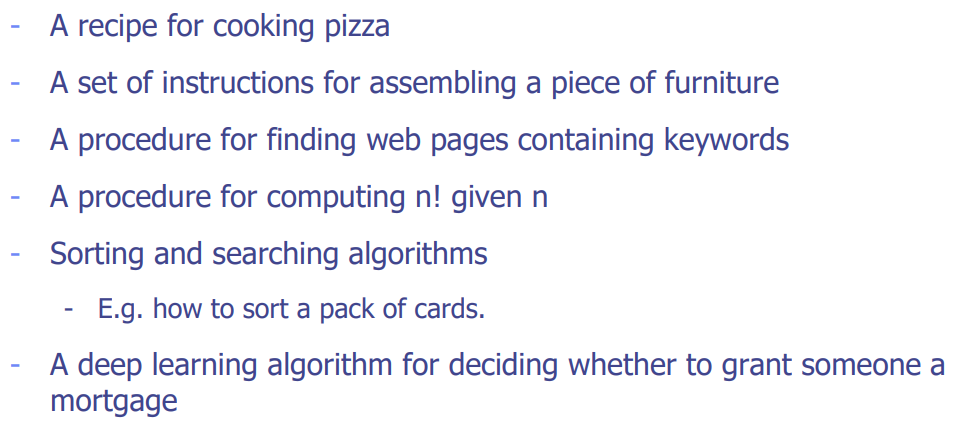 - A recipe for cooking pizza
- A set of instructions for assembling a piece of furniture
- A procedure for finding web pages containing keywords
- A procedure for computing n! given n
- Sorting and searching algorithms
- E.g. how to sort a pack of cards.
- A deep learning algorithm for deciding whether to grant someone a
mortgage